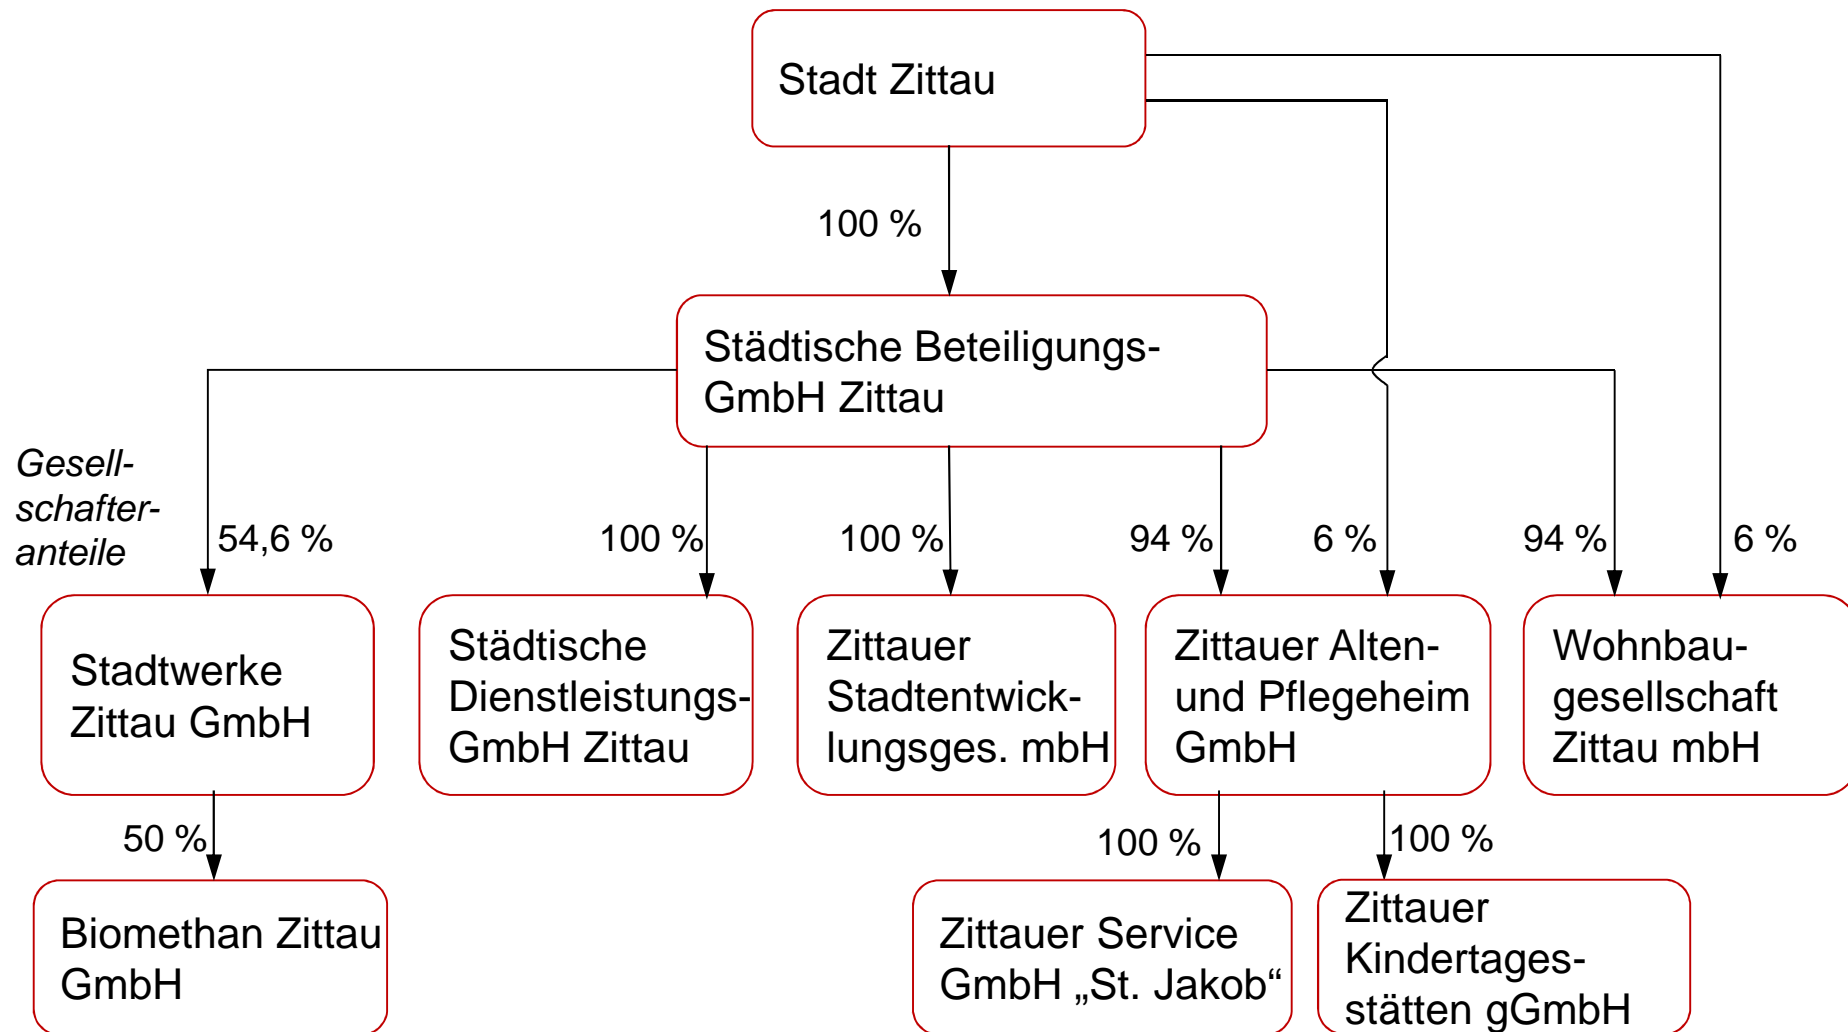 Stadt Zittau
100 %
Städtische Beteiligungs-
GmbH Zittau
Gesell-
schafter-
anteile
54,6 %
100 %
100 %
94 %
6 %
94 %
6 %
Stadtwerke
Zittau GmbH
Städtische
Dienstleistungs-
GmbH Zittau
Zittauer
Stadtentwick-
lungsges. mbH
Zittauer Alten-
und Pflegeheim
GmbH
Wohnbau-
gesellschaft
Zittau mbH
50 %
100 %
100 %
Biomethan Zittau
GmbH
Zittauer Service
GmbH „St. Jakob“
Zittauer
Kindertages-
stätten gGmbH